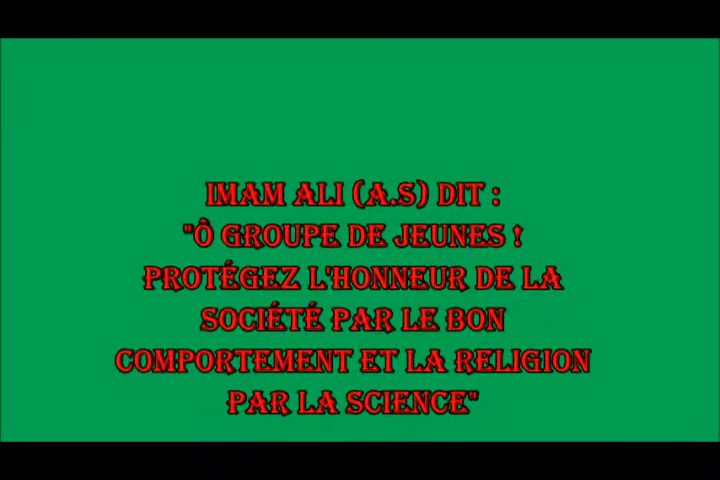 IMAM ALI (A.S) DIT :
"Ô GROUPE DE JEUNES !
PROTÉGEZ L'HONNEUR DE LA
SOCIÉTÉ PAR LE BON
COMPORTEMENT ET LA RELIGION
PAR LA SCIENCE"